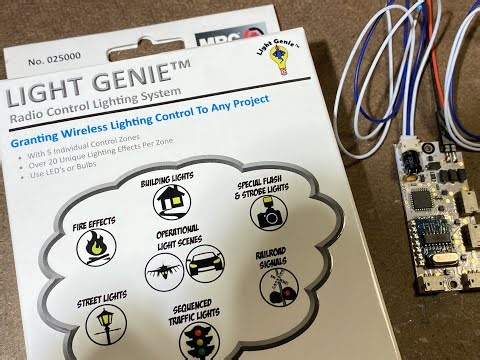 No. 025000
MRC
LIGHT GENIE™
Radio Control Lighting System
Light Genie™
Granting Wireless Lighting Control To Any Project
• With 5 Individual Control Zones
• Over 20 Unique Lighting Effects Per Zone
• Use LED's or Bulbs
BUILDING LIGHTS
SPECIAL FLASH
& STROBE LIGHTS
FIRE EFFECTS
OPERATIONAL
LIGHT SCENES
RAILROAD
SIGNALS
STREET LIGHTS
SEQUENCED
TRAFFIC LIGHTS